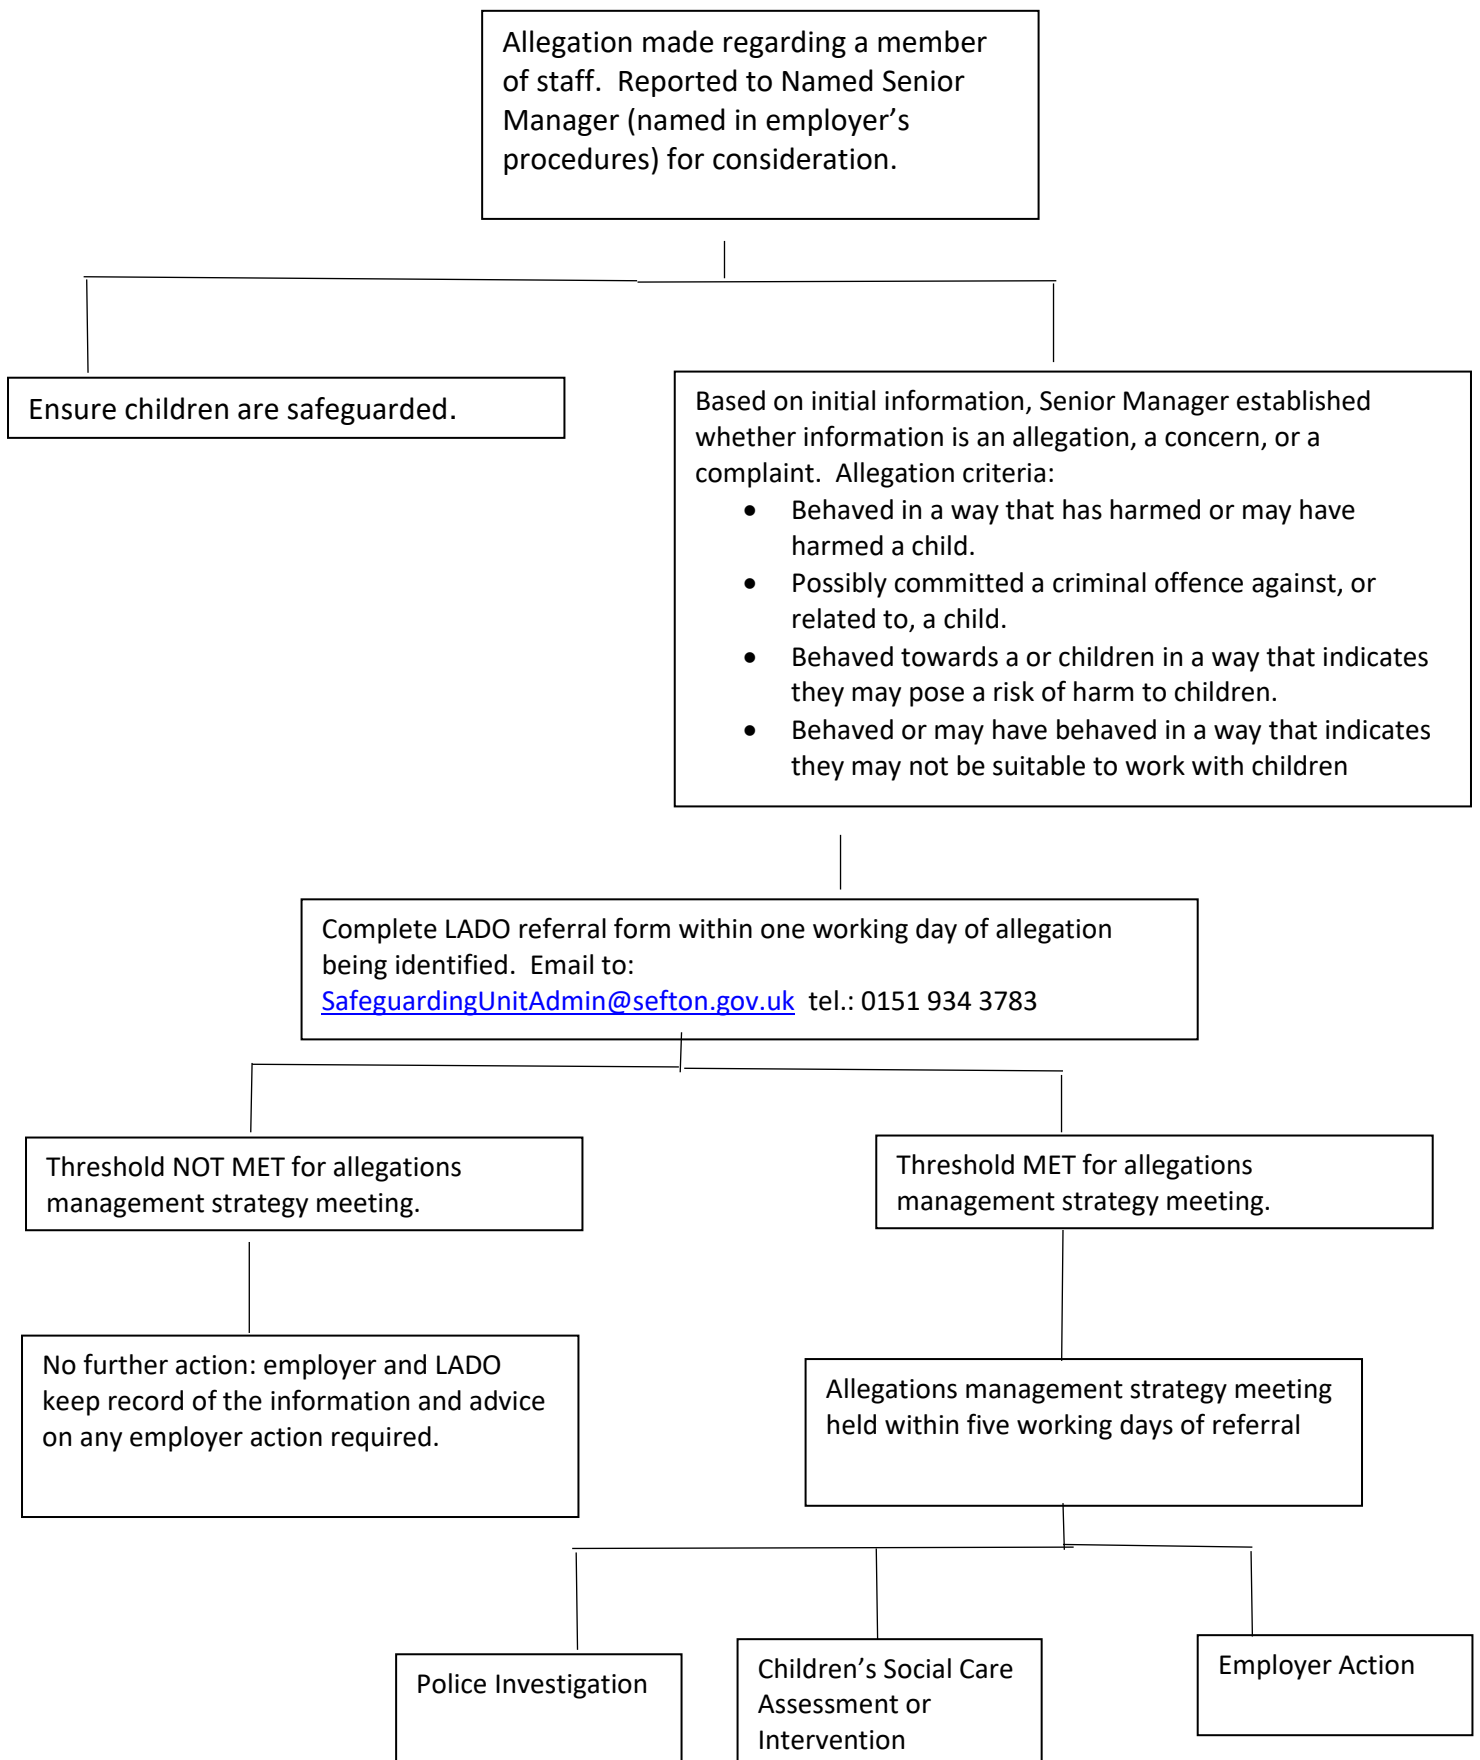 Allegation made regarding a member
of staff.  Reported to Named Senior
Manager (named in employer’s
procedures) for consideration.
Ensure children are safeguarded.
Based on initial information, Senior Manager established
whether information is an allegation, a concern, or a
complaint.  Allegation criteria:
• Behaved in a way that has harmed or may have
harmed a child.
• Possibly committed a criminal offence against, or
related to, a child.
• Behaved towards a or children in a way that indicates
they may pose a risk of harm to children.
• Behaved or may have behaved in a way that indicates
they may not be suitable to work with children
Complete LADO referral form within one working day of allegation
being identified.  Email to:
SafeguardingUnitAdmin@sefton.gov.uk  tel.: 0151 934 3783
Threshold NOT MET for allegations
management strategy meeting.
Threshold MET for allegations
management strategy meeting.
No further action: employer and LADO
keep record of the information and advice
on any employer action required.
Allegations management strategy meeting
held within five working days of referral
Police Investigation
Children’s Social Care
Assessment or
Intervention
Employer Action